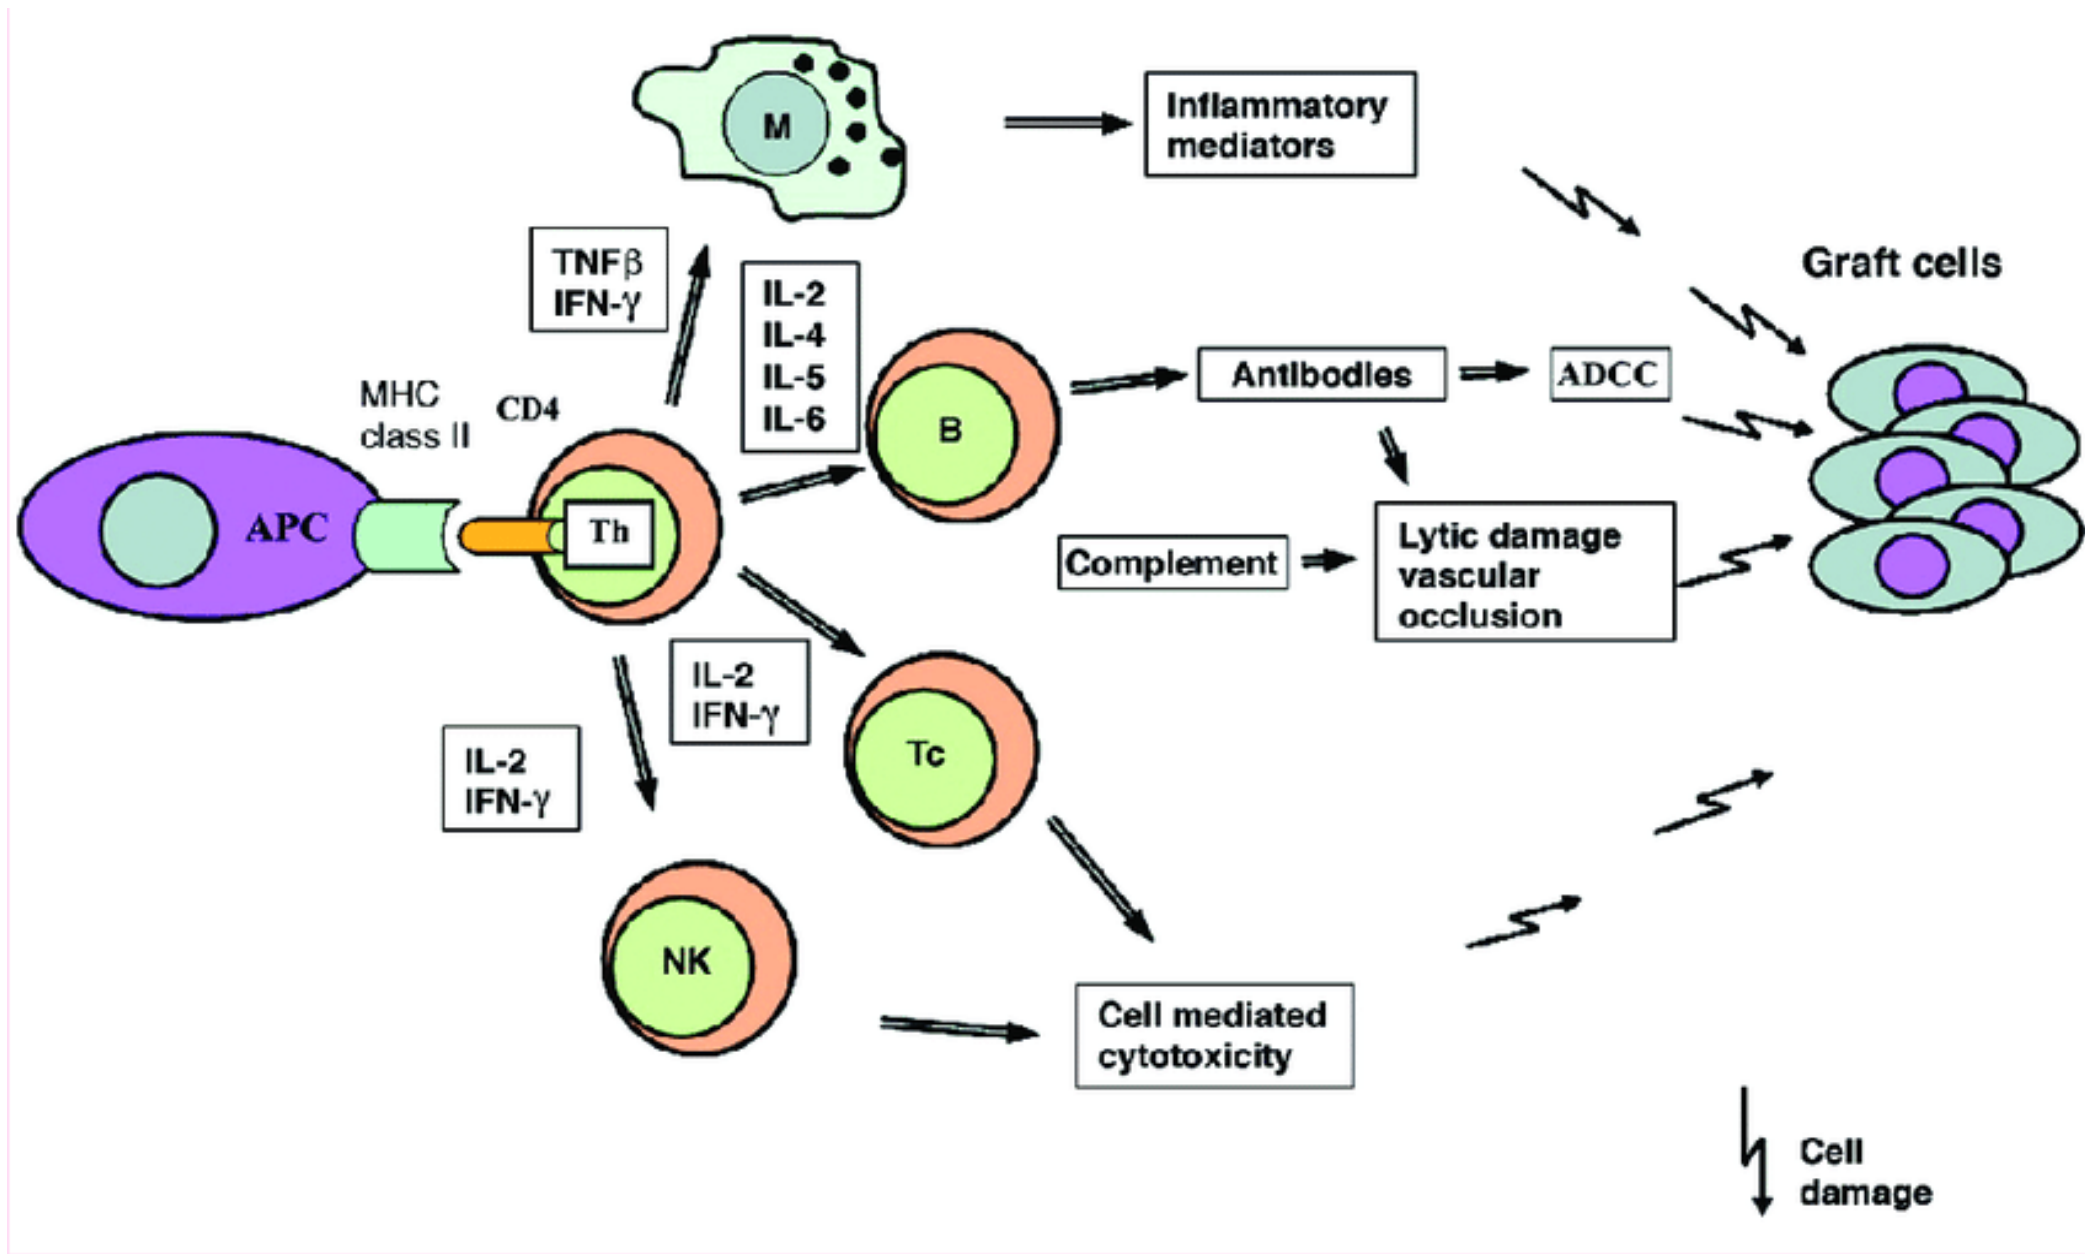 M
Inflammatory
mediators
TNFβ
IFN-γ
IL-2
IL-4
IL-5
IL-6
Graft cells
MHC
class II
CD4
B
Antibodies
ADCC
APC
Th
Complement
Lytic damage
vascular
occlusion
IL-2
IFN-γ
Tc
IL-2
IFN-γ
NK
Cell mediated
cytotoxicity
Cell
damage